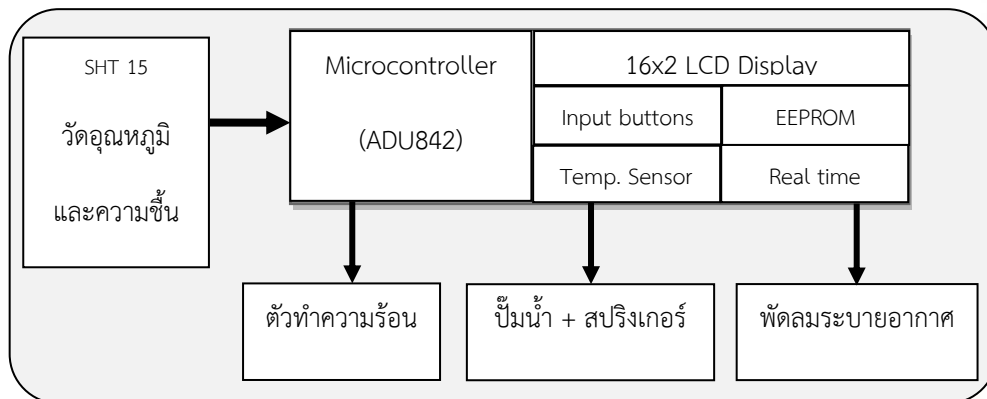 SHT 15
วัดอุณหภูมิ
และความชื้น
Microcontroller
(ADU842)
16x2 LCD Display
Input buttons
EEPROM
Temp. Sensor
Real time
ตัวทำความร้อน
ปั๊มน้ำ + สปริงเกอร์
พัดลมระบายอากาศ